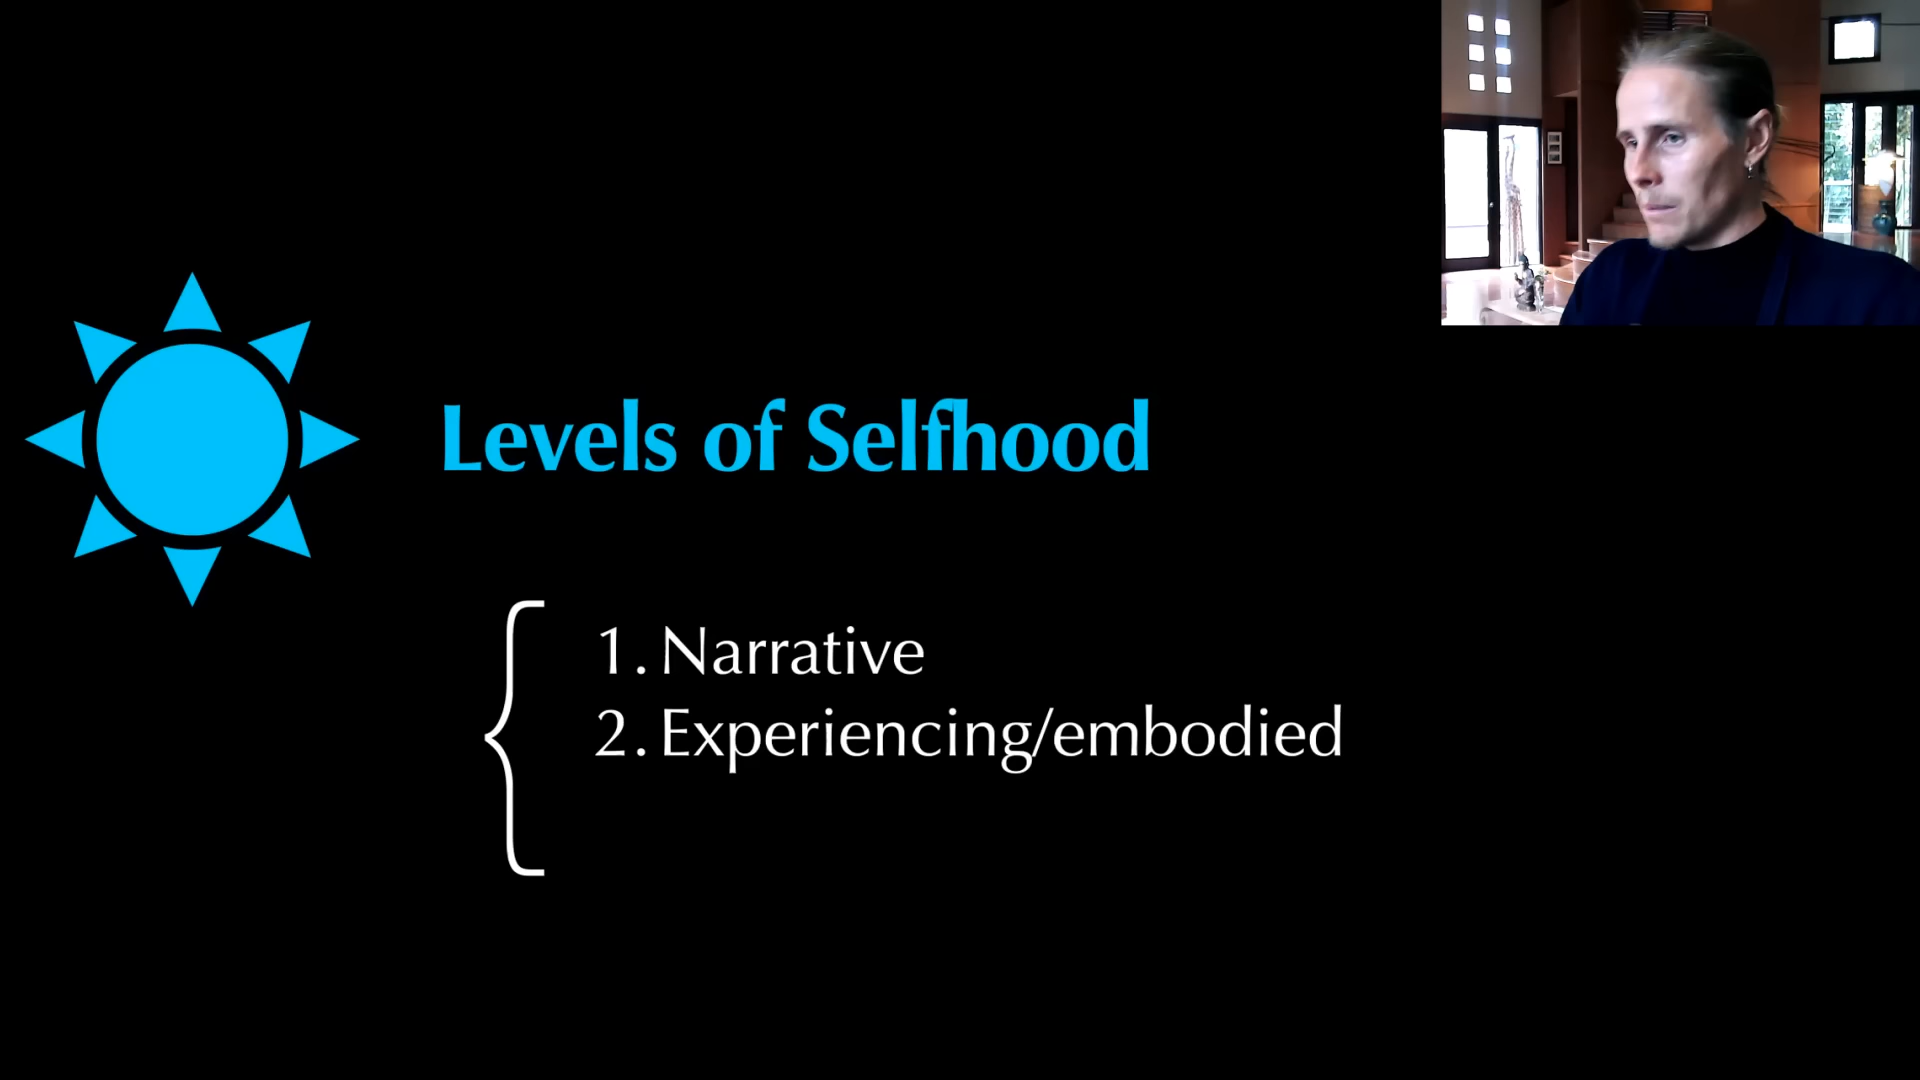 Levels of Selfhood
1. Narrative
2. Experiencing/embodied